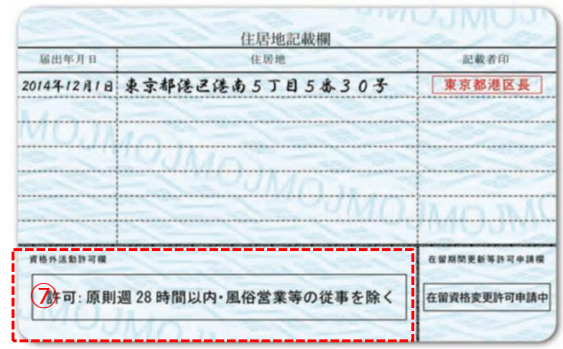 住居地記載欄
届出年月日 住居地 記載者印
2014年12月1日 東京都港区港南5丁目5番30号 東京都港区長
MOJMOJMOJMOJMOJMOJMO
資格外活動許可欄 在留期間更新等許可申請欄
⑦許可:原則週28時間以内・風俗営業等の従事を除く 在留資格変更許可申請中